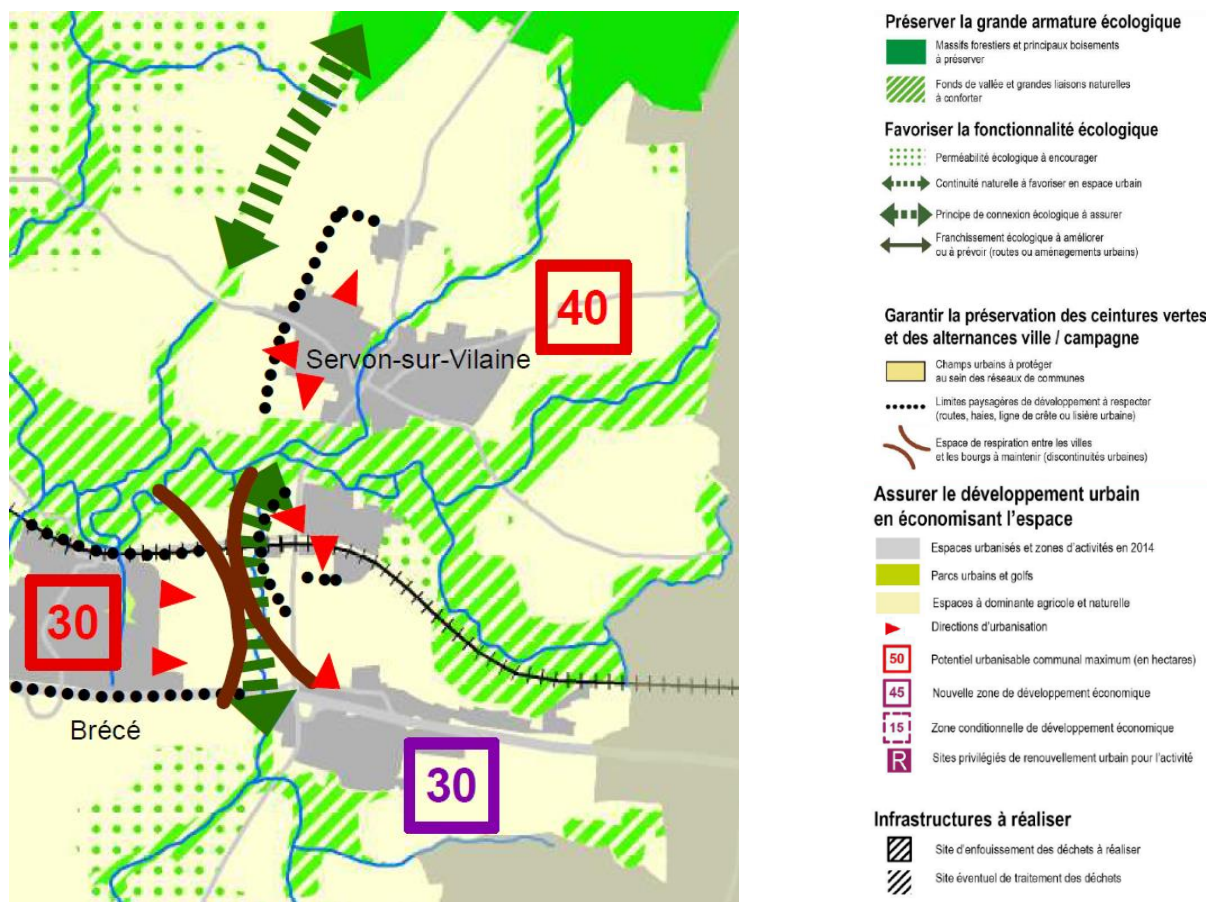 40
Servon-sur-Vilaine
30
Brécé
30
Préserver la grande armature écologique
Massifs forestiers et principaux boisements
à préserver
Fonds de vallée et grandes liaisons naturelles
à conforter
Favoriser la fonctionnalité écologique
Perméabilité écologique à encourager
Continuité naturelle à favoriser en espace urbain
Principe de connexion écologique à assurer
Franchissement écologique à améliorer
ou à prévoir (routes ou aménagements urbains)
Garantir la préservation des ceintures vertes
et des alternances ville / campagne
Champs urbains à protéger
au sein des réseaux de communes
Limites paysagères de développement à respecter
(routes, haies, ligne de crête ou lisière urbaine)
Espace de respiration entre les villes
et les bourgs à maintenir (discontinuités urbaines)
Assurer le développement urbain
en économisant l'espace
Espaces urbanisés et zones d'activités en 2014
Parcs urbains et golfs
Espaces à dominante agricole et naturelle
Directions d'urbanisation
50 Potentiel urbanisable communal maximum (en hectares)
45 Nouvelle zone de développement économique
15 Zone conditionnelle de développement économique
R Sites privilégiés de renouvellement urbain pour l'activité
Infrastructures à réaliser
Site d'enfouissement des déchets à réaliser
Site éventuel de traitement des déchets